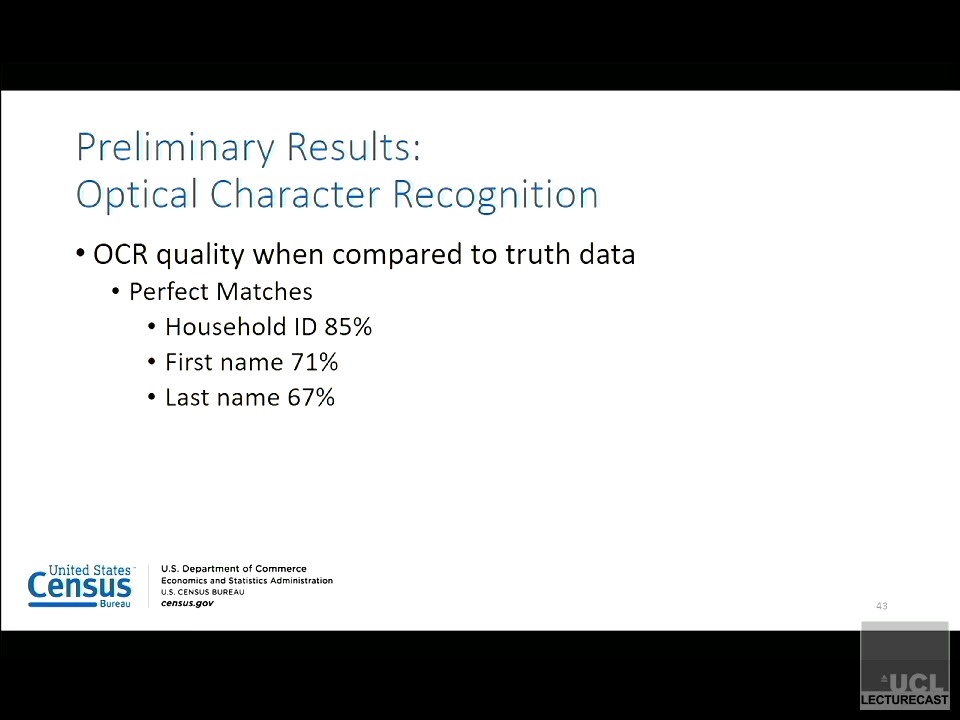 Preliminary Results:
Optical Character Recognition
• OCR quality when compared to truth data
• Perfect Matches
• Household ID 85%
• First name 71%
• Last name 67%
United States™
Census
Bureau
U.S. Department of Commerce
Economics and Statistics Administration
U.S. CENSUS BUREAU
census.gov
43
UCL
LECTURECAST